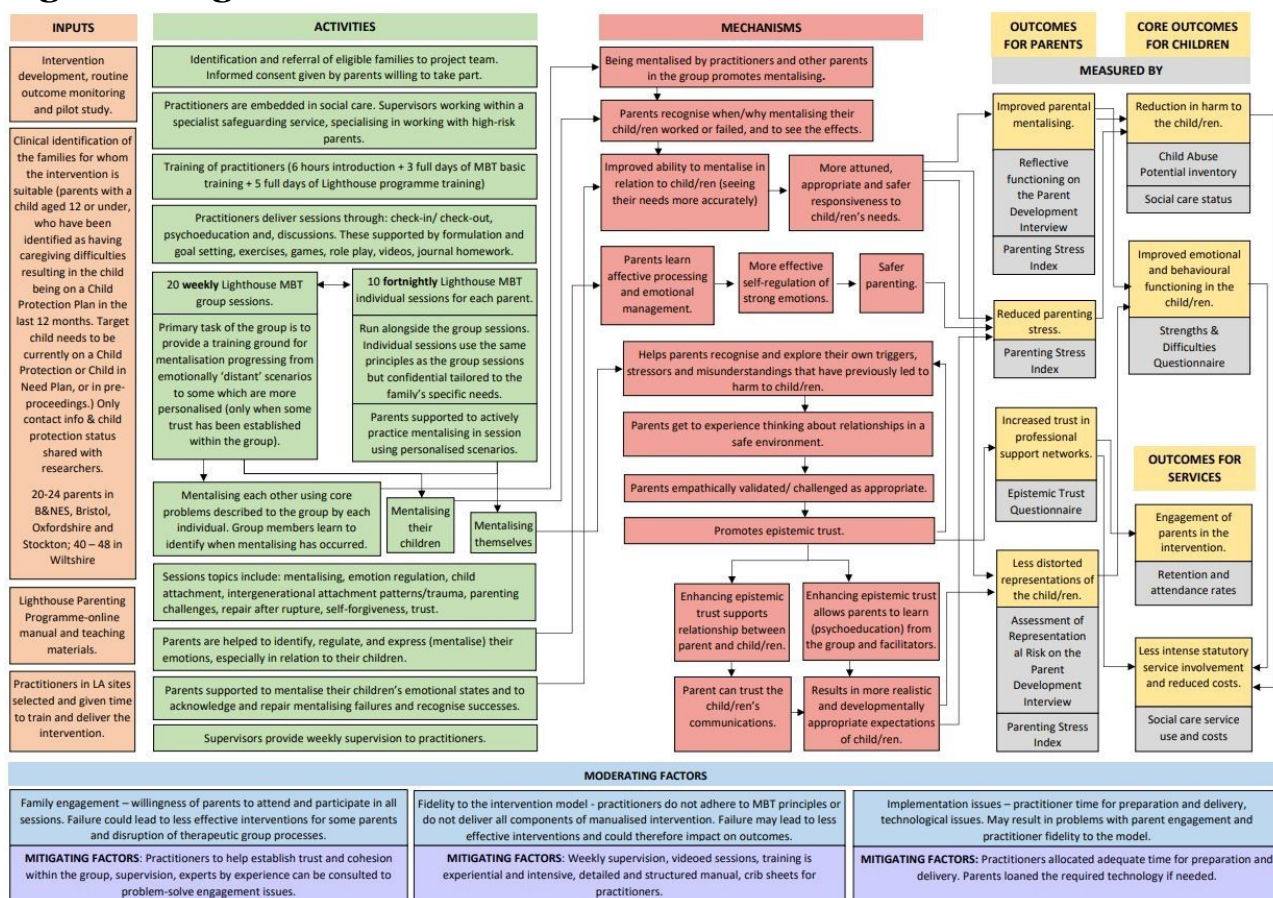 INPUTS
Intervention
development, routine
outcome monitoring
and pilot study.
Clinical identification
of the families for whom
the intervention is
suitable (parents with a
child aged 12 or under,
who have been
identified as having
caregiving difficulties
resulting in the child
being on a Child
Protection Plan in the
last 12 months. Target
child needs to be
currently on a Child
Protection or Child in
Need Plan, or in pre-
proceedings.) Only
contact info & child
protection status
shared with
researchers.
20-24 parents in
B&NES, Bristol,
Oxfordshire and
Stockton; 40 – 48 in
Wiltshire
Lighthouse Parenting
Programme-online
manual and teaching
materials.
Practitioners in LA sites
selected and given time
to train and deliver the
intervention.
ACTIVITIES
Identification and referral of eligible families to project team.
Informed consent given by parents willing to take part.
Practitioners are embedded in social care. Supervisors working within a
specialist safeguarding service, specialising in working with high-risk
parents.
Training of practitioners (6 hours introduction + 3 full days of MBT basic
training + 5 full days of Lighthouse programme training)
Practitioners deliver sessions through: check-in/ check-out,
psychoeducation and, discussions. These supported by formulation and
goal setting, exercises, games, role play, videos, journal homework.
20 weekly Lighthouse MBT
group sessions.
Primary task of the group is to
provide a training ground for
mentalisation progressing from
emotionally ‘distant’ scenarios
to some which are more
personalised (only when some
trust has been established
within the group).
10 fortnightly Lighthouse MBT
individual sessions for each parent.
Run alongside the group sessions.
Individual sessions use the same
principles as the group sessions
but confidential tailored to the
family’s specific needs.
Parents supported to actively
practice mentalising in session
using personalised scenarios.
Mentalising each other using core
problems described to the group by each
individual. Group members learn to
identify when mentalising has occurred.
Mentalising
their
children
Mentalising
themselves
Sessions topics include: mentalising, emotion regulation, child
attachment, intergenerational attachment patterns/trauma, parenting
challenges, repair after rupture, self-forgiveness, trust.
Parents are helped to identify, regulate, and express (mentalise) their
emotions, especially in relation to their children.
Parents supported to mentalise their children’s emotional states and to
acknowledge and repair mentalising failures and recognise successes.
Supervisors provide weekly supervision to practitioners.
MECHANISMS
Being mentalised by practitioners and other parents
in the group promotes mentalising.
Parents recognise when/why mentalising their
child/ren worked or failed, and to see the effects.
Improved ability to mentalise in
relation to child/ren (seeing
their needs more accurately)
More attuned,
appropriate and safer
responsiveness to
child/ren’s needs.
Parents learn
affective processing
and emotional
management.
More effective
self-regulation of
strong emotions.
Safer
parenting.
Helps parents recognise and explore their own triggers,
stressors and misunderstandings that have previously led to
harm to child/ren.
Parents get to experience thinking about relationships in a
safe environment.
Parents empathically validated/ challenged as appropriate.
Promotes epistemic trust.
Enhancing epistemic
trust supports
relationship between
parent and child/ren.
Enhancing epistemic trust
allows parents to learn
(psychoeducation) from
the group and facilitators.
Parent can trust the
child/ren’s
communications.
Results in more realistic
and developmentally
appropriate expectations
of child/ren.
OUTCOMES
FOR PARENTS
CORE OUTCOMES
FOR CHILDREN
MEASURED BY
Improved parental
mentalising.
Reflective
functioning on
the Parent
Development
Interview
Parenting Stress
Index
Reduced parenting
stress.
Parenting Stress
Index
Increased trust in
professional
support networks.
Epistemic Trust
Questionnaire
Less distorted
representations of
the child/ren.
Assessment of
Representation
al Risk on the
Parent
Development
Interview
Parenting Stress
Index
Reduction in harm to
the child/ren.
Child Abuse
Potential inventory
Social care status
Improved emotional
and behavioural
functioning in the
child/ren.
Strengths &
Difficulties
Questionnaire
OUTCOMES FOR
SERVICES
Engagement of
parents in the
intervention.
Retention and
attendance rates
Less intense statutory
service involvement
and reduced costs.
Social care service
use and costs
MODERATING FACTORS
Family engagement – willingness of parents to attend and participate in all
sessions. Failure could lead to less effective interventions for some parents
and disruption of therapeutic group processes.
MITIGATING FACTORS: Practitioners to help establish trust and cohesion
within the group, supervision, experts by experience can be consulted to
problem-solve engagement issues.
Fidelity to the intervention model - practitioners do not adhere to MBT principles or
do not deliver all components of manualised intervention. Failure may lead to less
effective interventions and could therefore impact on outcomes.
MITIGATING FACTORS: Weekly supervision, videoed sessions, training is
experiential and intensive, detailed and structured manual, crib sheets for
practitioners.
Implementation issues – practitioner time for preparation and delivery,
technological issues. May result in problems with parent engagement and
practitioner fidelity to the model.
MITIGATING FACTORS: Practitioners allocated adequate time for preparation and
delivery. Parents loaned the required technology if needed.